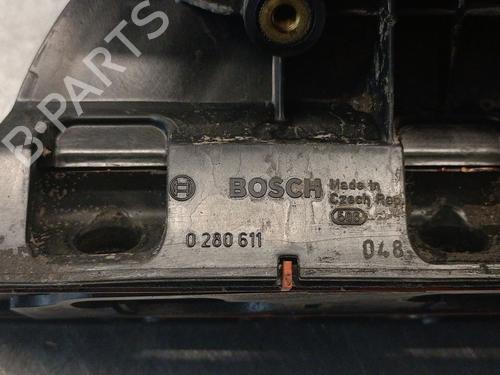 B-PARTS
BOSCH
Made in
Czech Rep
0 280 611
048